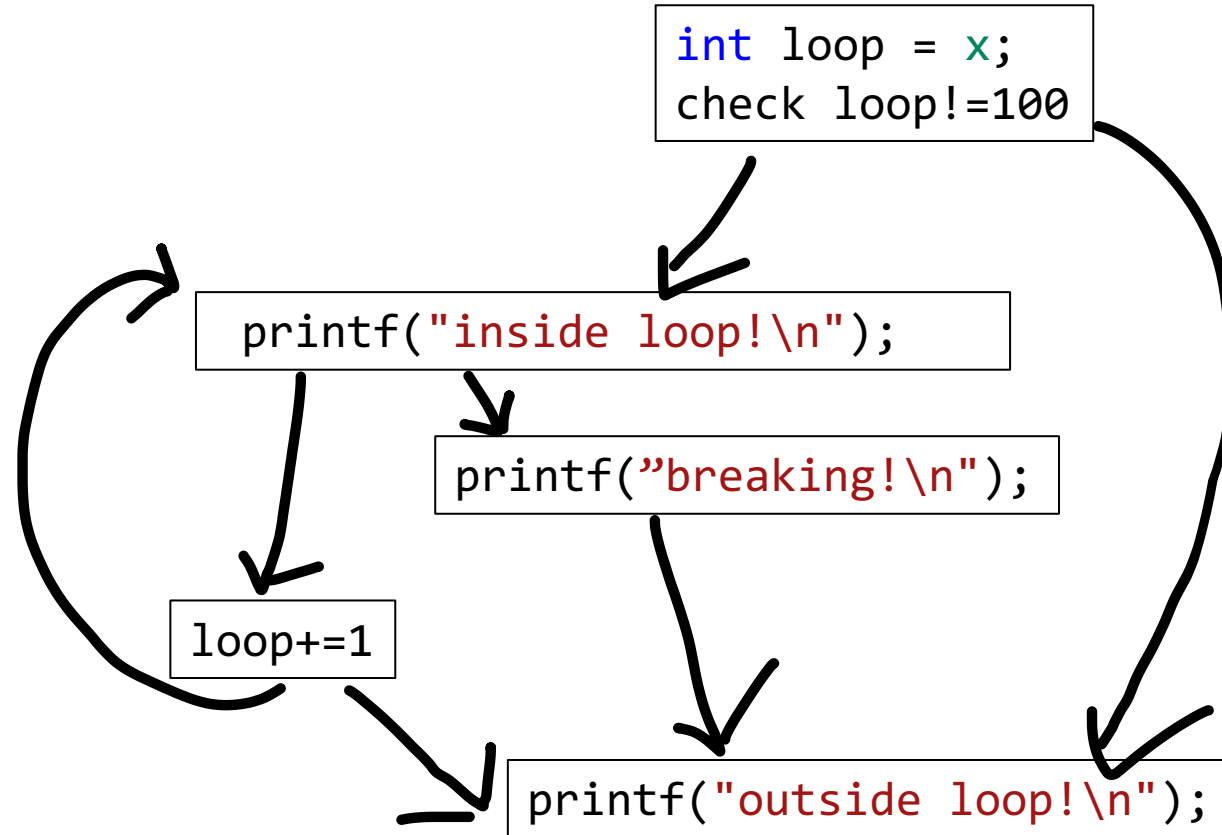 int loop = x;
check loop!=100
printf("inside loop!\n");
printf(”breaking!\n");
loop+=1
printf("outside loop!\n");